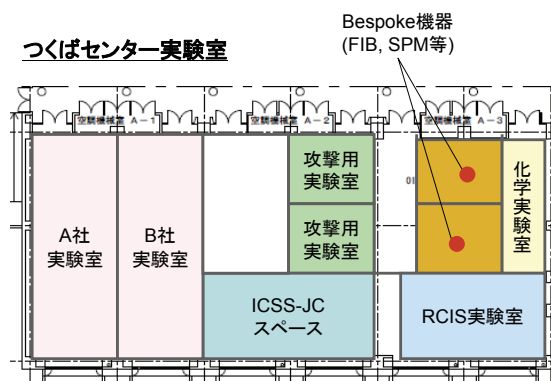 つくばセンター実験室
Bespoke機器
(FIB, SPM等)
空調機械室 A－1
空調機械室 A－2
空調機械室 A－3
A社
実験室
B社
実験室
攻撃用
実験室
攻撃用
実験室
01
化学実験室
ICSS-JC
スペース
RCIS実験室